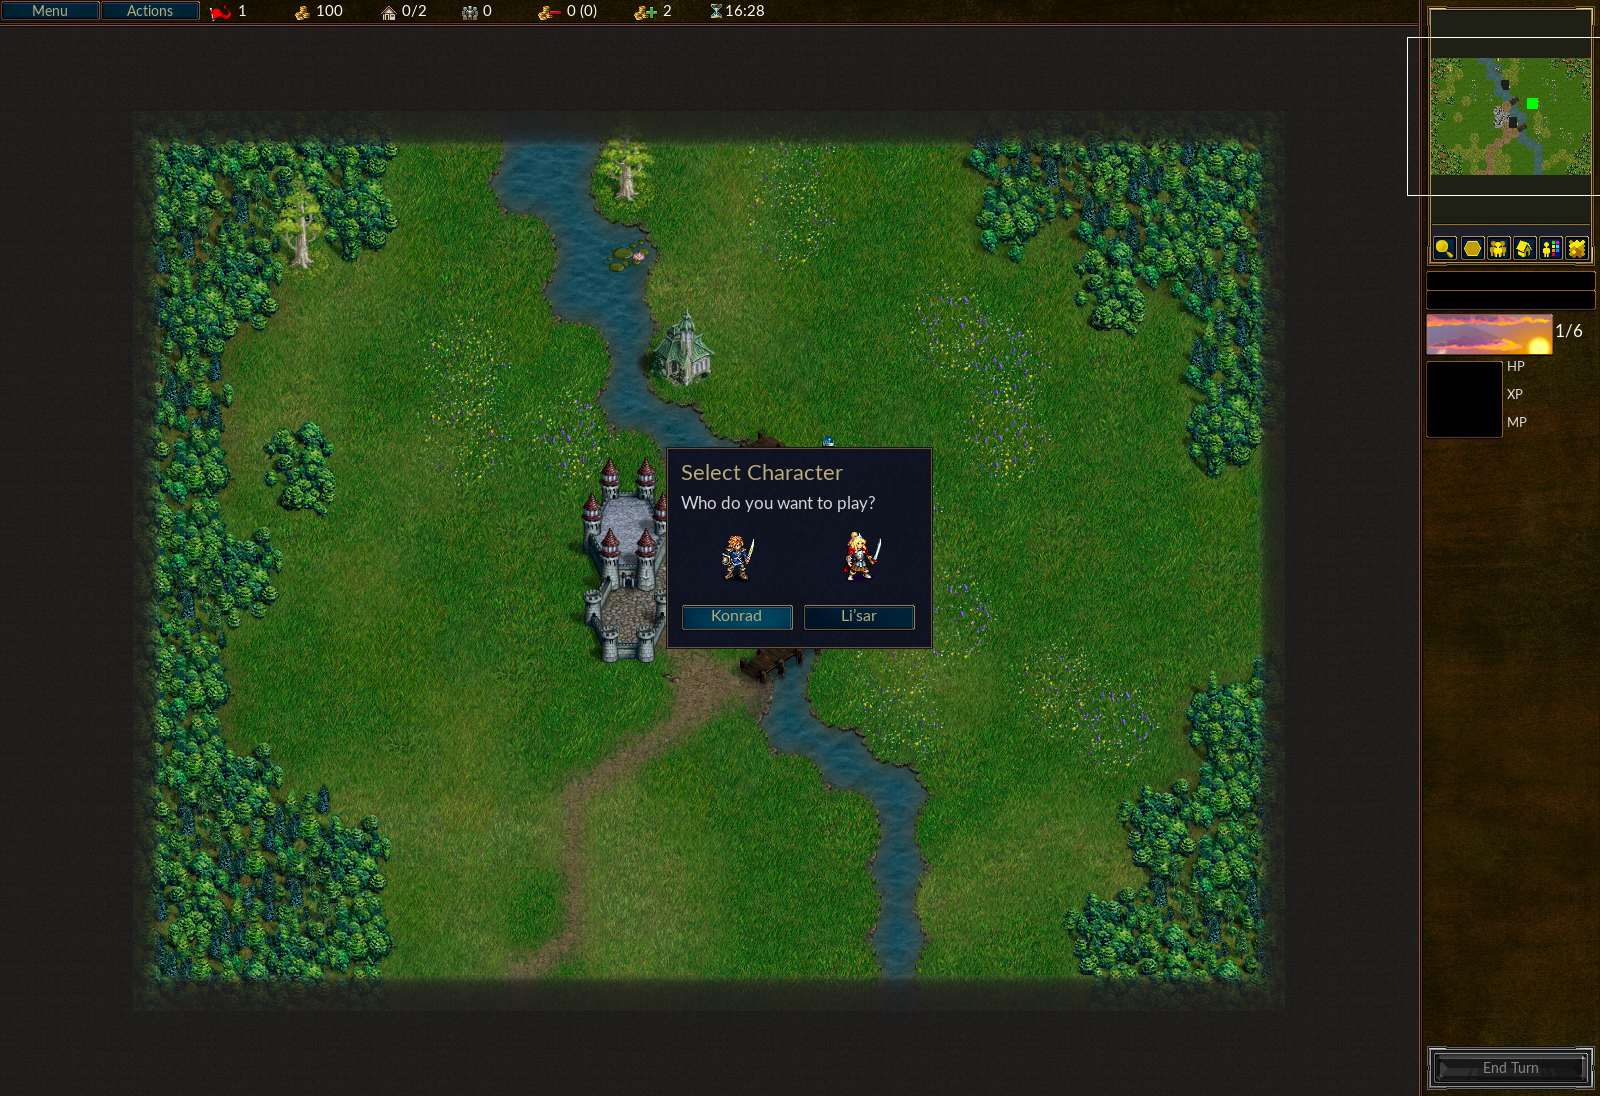 Menu Actions 1 100 0/2 0 0 (0) 2 16:28
1/6
HP
XP
MP
Select Character
Who do you want to play?
Konrad Li'sar
End Turn